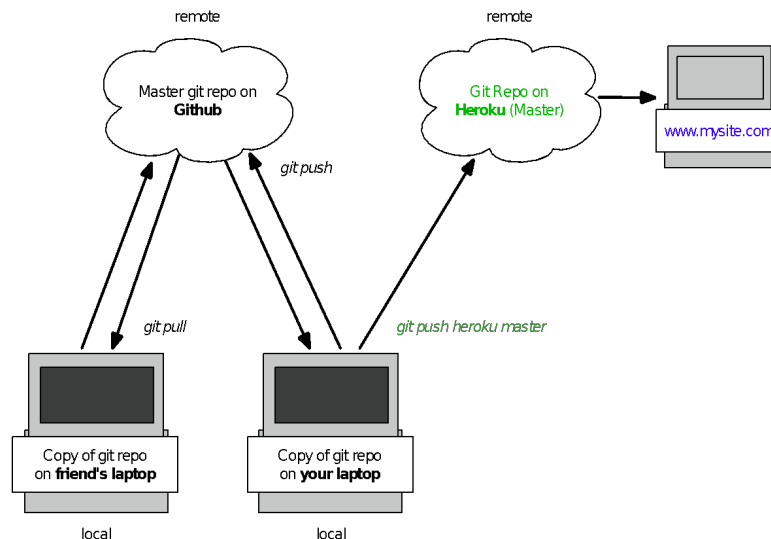 remote
remote
Master git repo on
Github
Git Repo on
Heroku (Master)
www.mysite.com
git push
git pull
git push heroku master
Copy of git repo
on friend's laptop
Copy of git repo
on your laptop
local
local